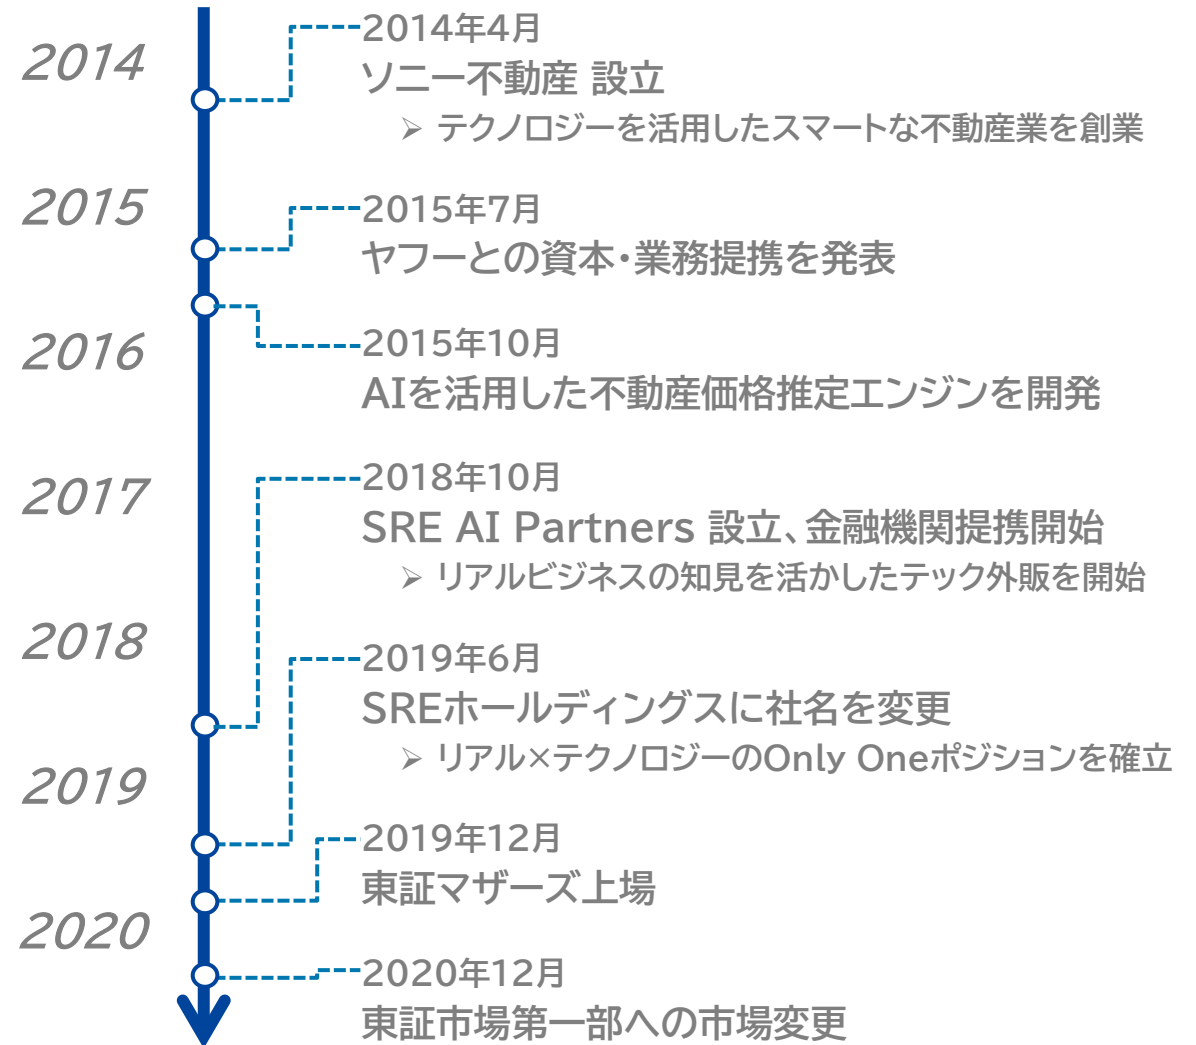 2014
2014年4月
ソニー不動産 設立
➢ テクノロジーを活用したスマートな不動産業を創業
2015
2015年7月
ヤフーとの資本・業務提携を発表
2016
2015年10月
AIを活用した不動産価格推定エンジンを開発
2017
2018年10月
SRE AI Partners 設立、金融機関提携開始
➢ リアルビジネスの知見を活かしたテック外販を開始
2018
2019年6月
SREホールディングスに社名を変更
➢ リアル×テクノロジーのOnly Oneポジションを確立
2019
2019年12月
東証マザーズ上場
2020
2020年12月
東証市場第一部への市場変更